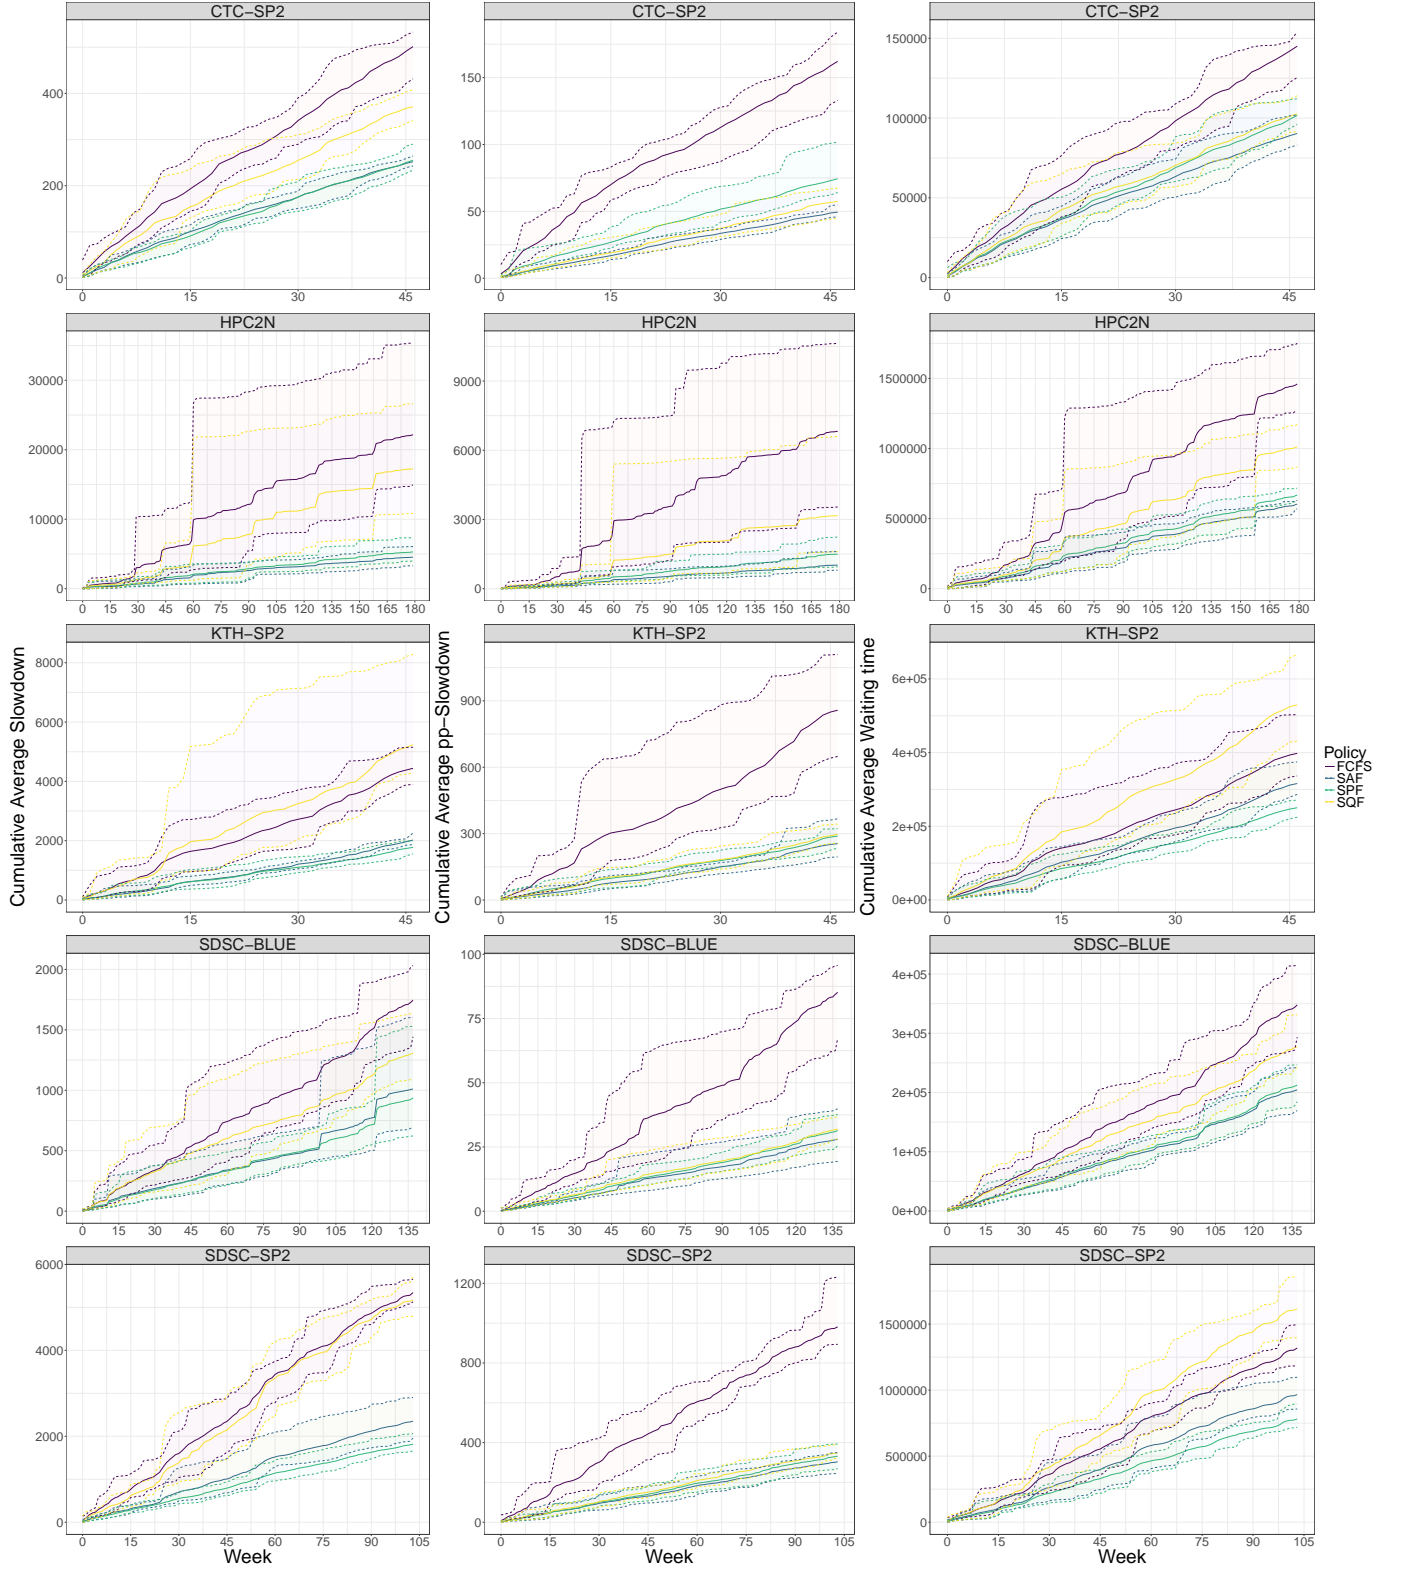 CTC−SP2 CTC−SP2 CTC−SP2
400 200 0 150 100 50 0 150000 100000 50000 0
0 15 30 45 0 15 30 45 0 15 30 45
HPC2N HPC2N HPC2N
30000 20000 10000 0 9000 6000 3000 0 1500000 1000000 500000 0
0 15 30 45 60 75 90 105 120 135 150 165 180 0 15 30 45 60 75 90 105 120 135 150 165 180 0 15 30 45 60 75 90 105 120 135 150 165 180
KTH−SP2 KTH−SP2 KTH−SP2
8000 6000 4000 2000 0 900 600 300 0 6e+05 4e+05 2e+05 0e+00
0 15 30 45 0 15 30 45 0 15 30 45
Cumulative Average Slowdown
Cumulative Average pp−Slowdown
Cumulative Average Waiting time
Policy
FCFS
SAF
SPF
SQF
SDSC−BLUE SDSC−BLUE SDSC−BLUE
2000 1500 1000 500 0 100 75 50 25 0 4e+05 3e+05 2e+05 1e+05 0e+00
0 15 30 45 60 75 90 105 120 135 0 15 30 45 60 75 90 105 120 135 0 15 30 45 60 75 90 105 120 135
SDSC−SP2 SDSC−SP2 SDSC−SP2
6000 4000 2000 0 1200 800 400 0 1500000 1000000 500000 0
0 15 30 45 60 75 90 105 0 15 30 45 60 75 90 105 0 15 30 45 60 75 90 105
Week Week Week